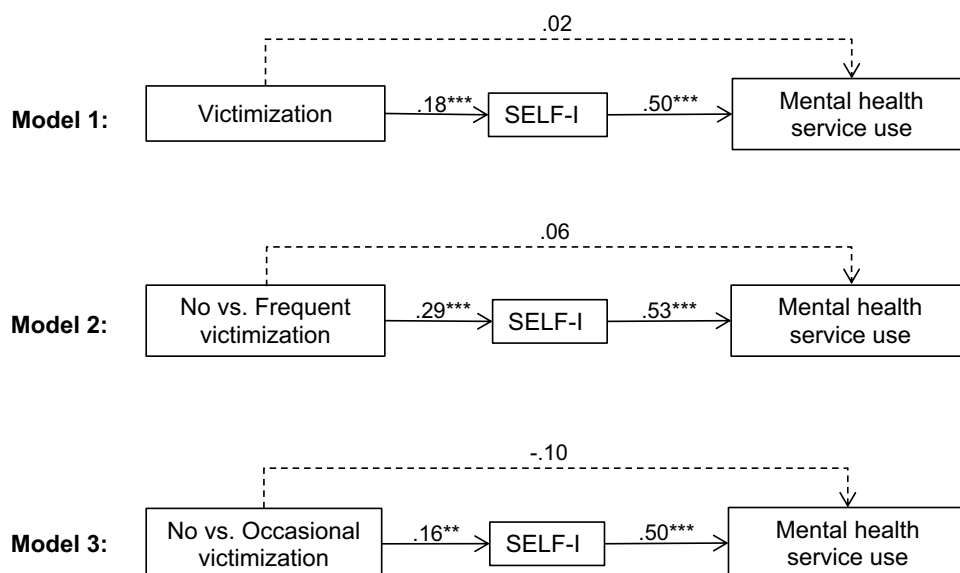 .02
Model 1:
Victimization
.18***
SELF-I
.50***
Mental health
service use
.06
Model 2:
No vs. Frequent
victimization
.29***
SELF-I
.53***
Mental health
service use
-.10
Model 3:
No vs. Occasional
victimization
.16**
SELF-I
.50***
Mental health
service use